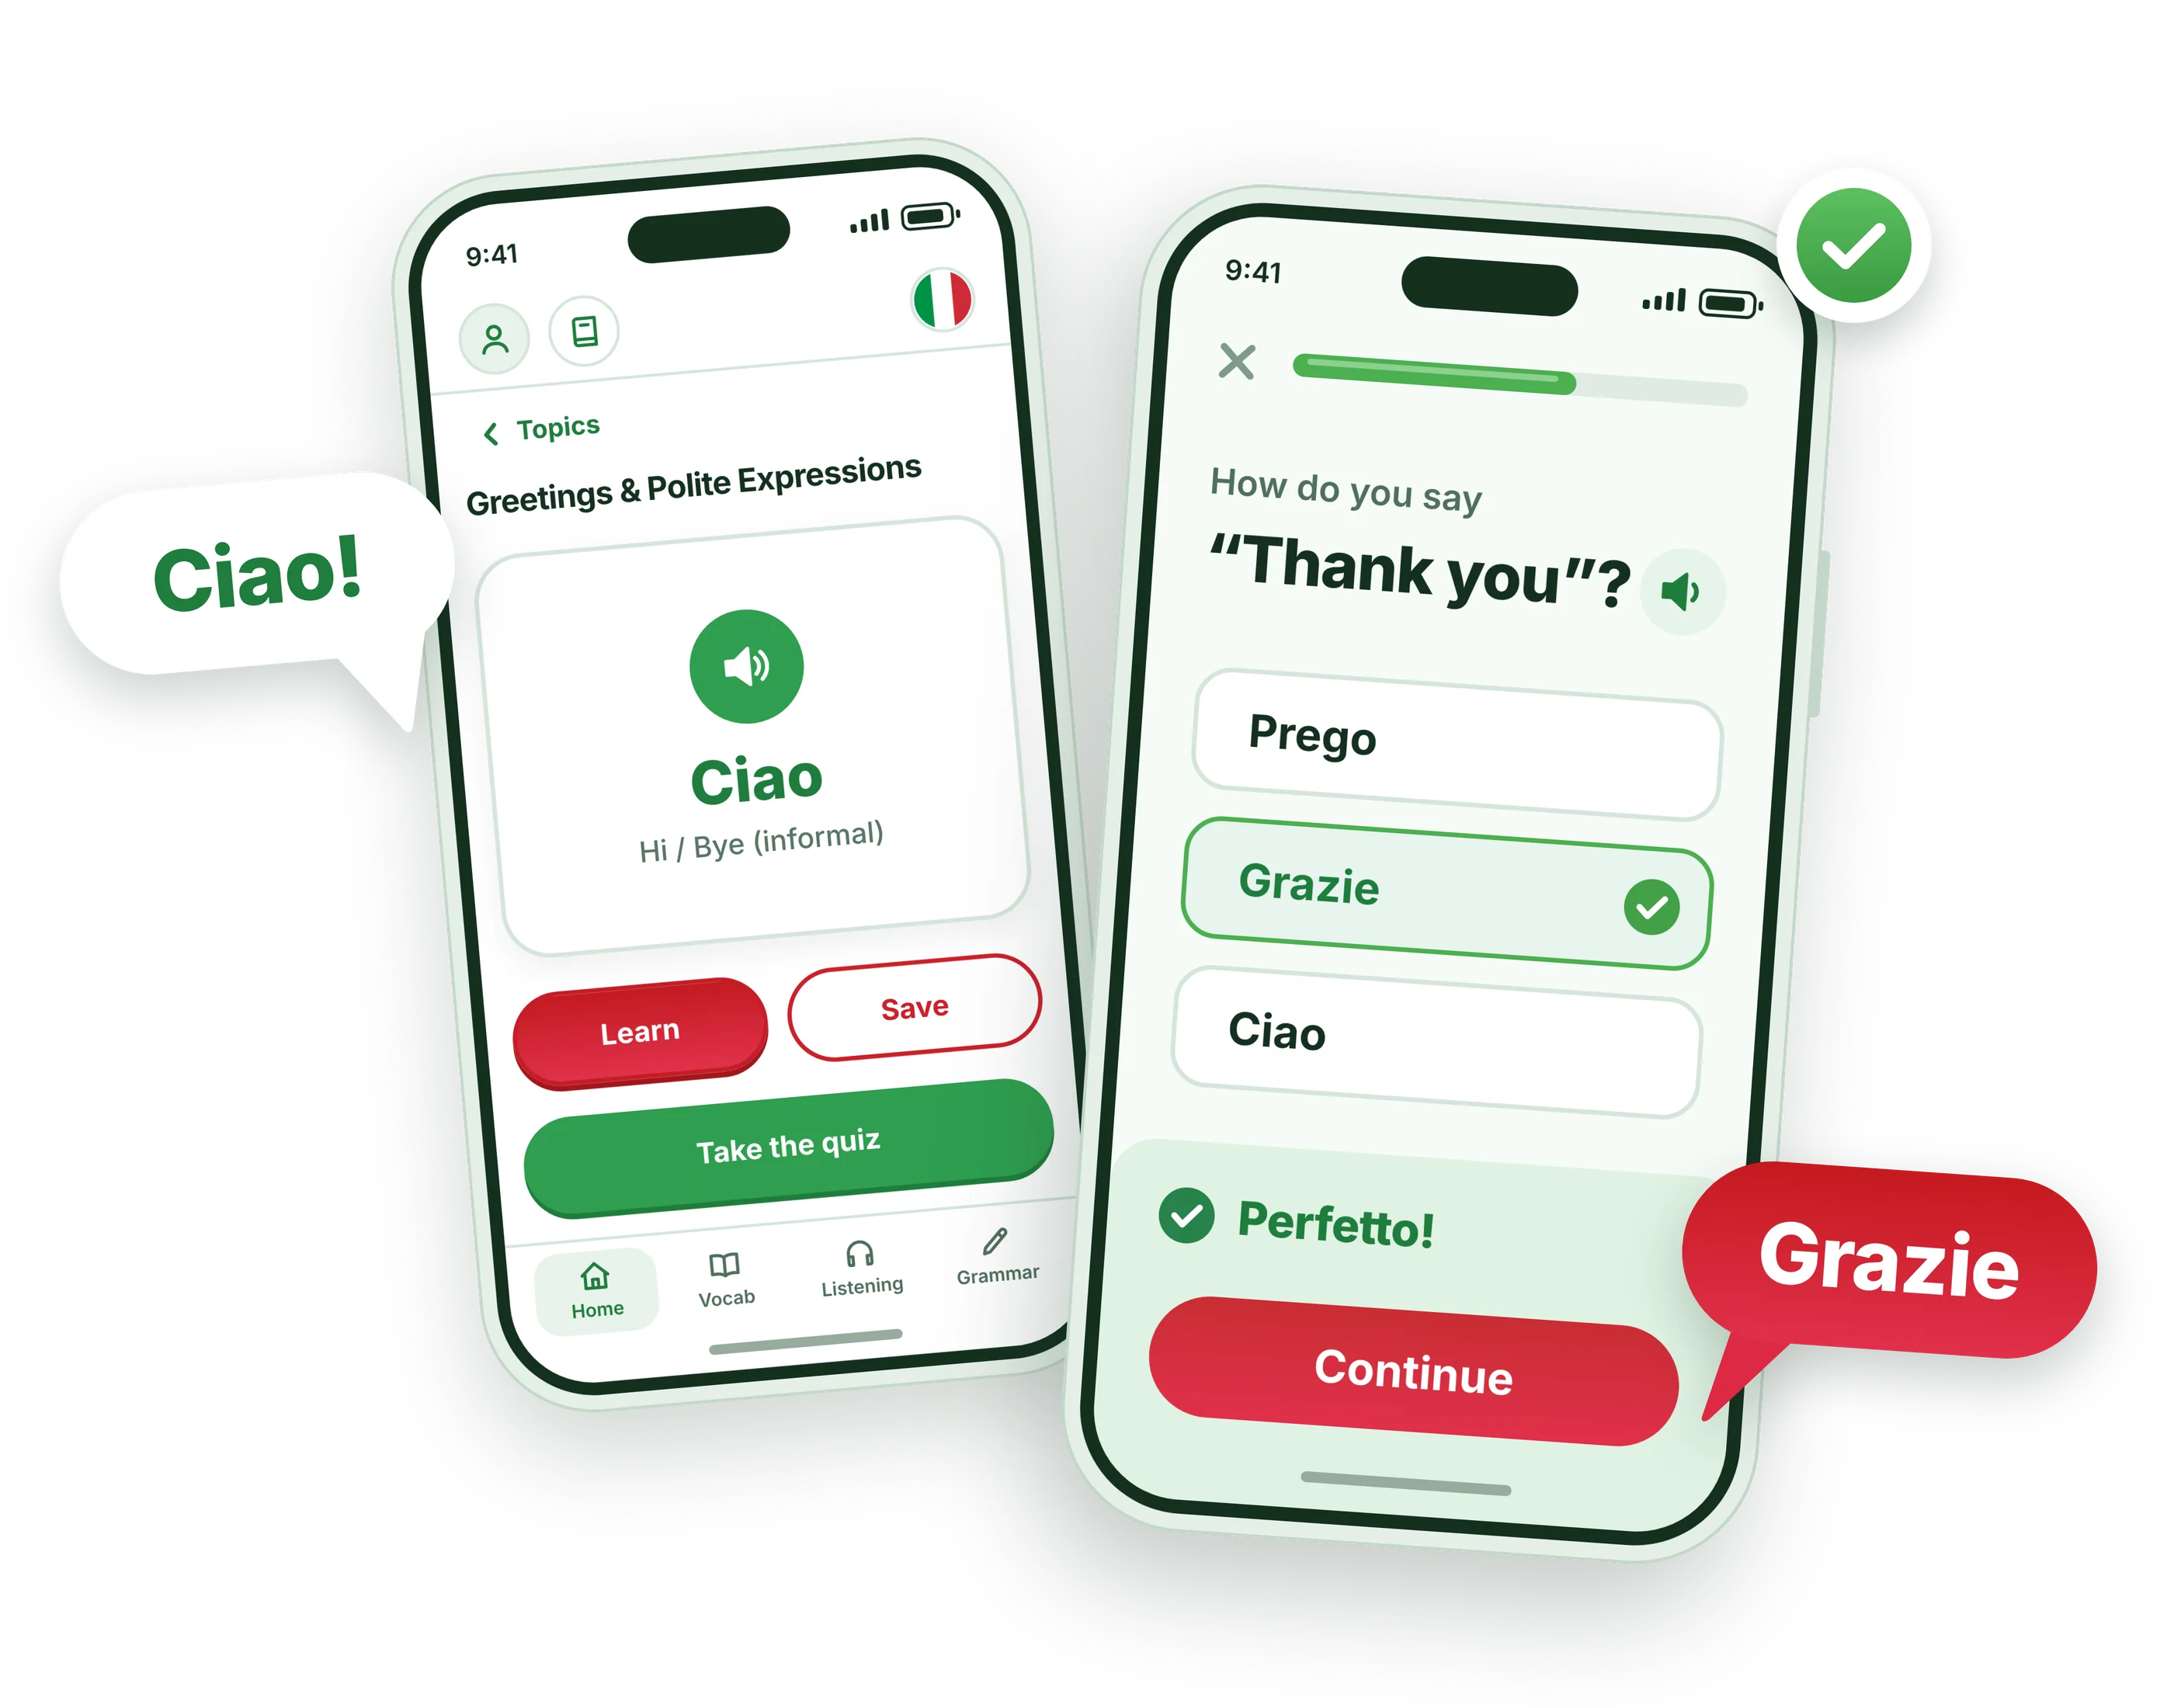 Ciao!
9:41
Topics
Greetings & Polite Expressions
Ciao
Hi / Bye (informal)
Learn
Save
Take the quiz
Home
Vocab
Listening
Grammar
9:41
How do you say
“Thank you”?
Prego
Grazie
Ciao
Perfetto!
Continue
Grazie